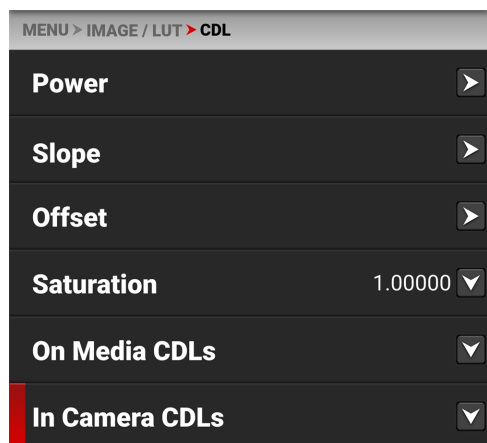 MENU > IMAGE / LUT > CDL
Power
Slope
Offset
Saturation 1.00000
On Media CDLs
In Camera CDLs